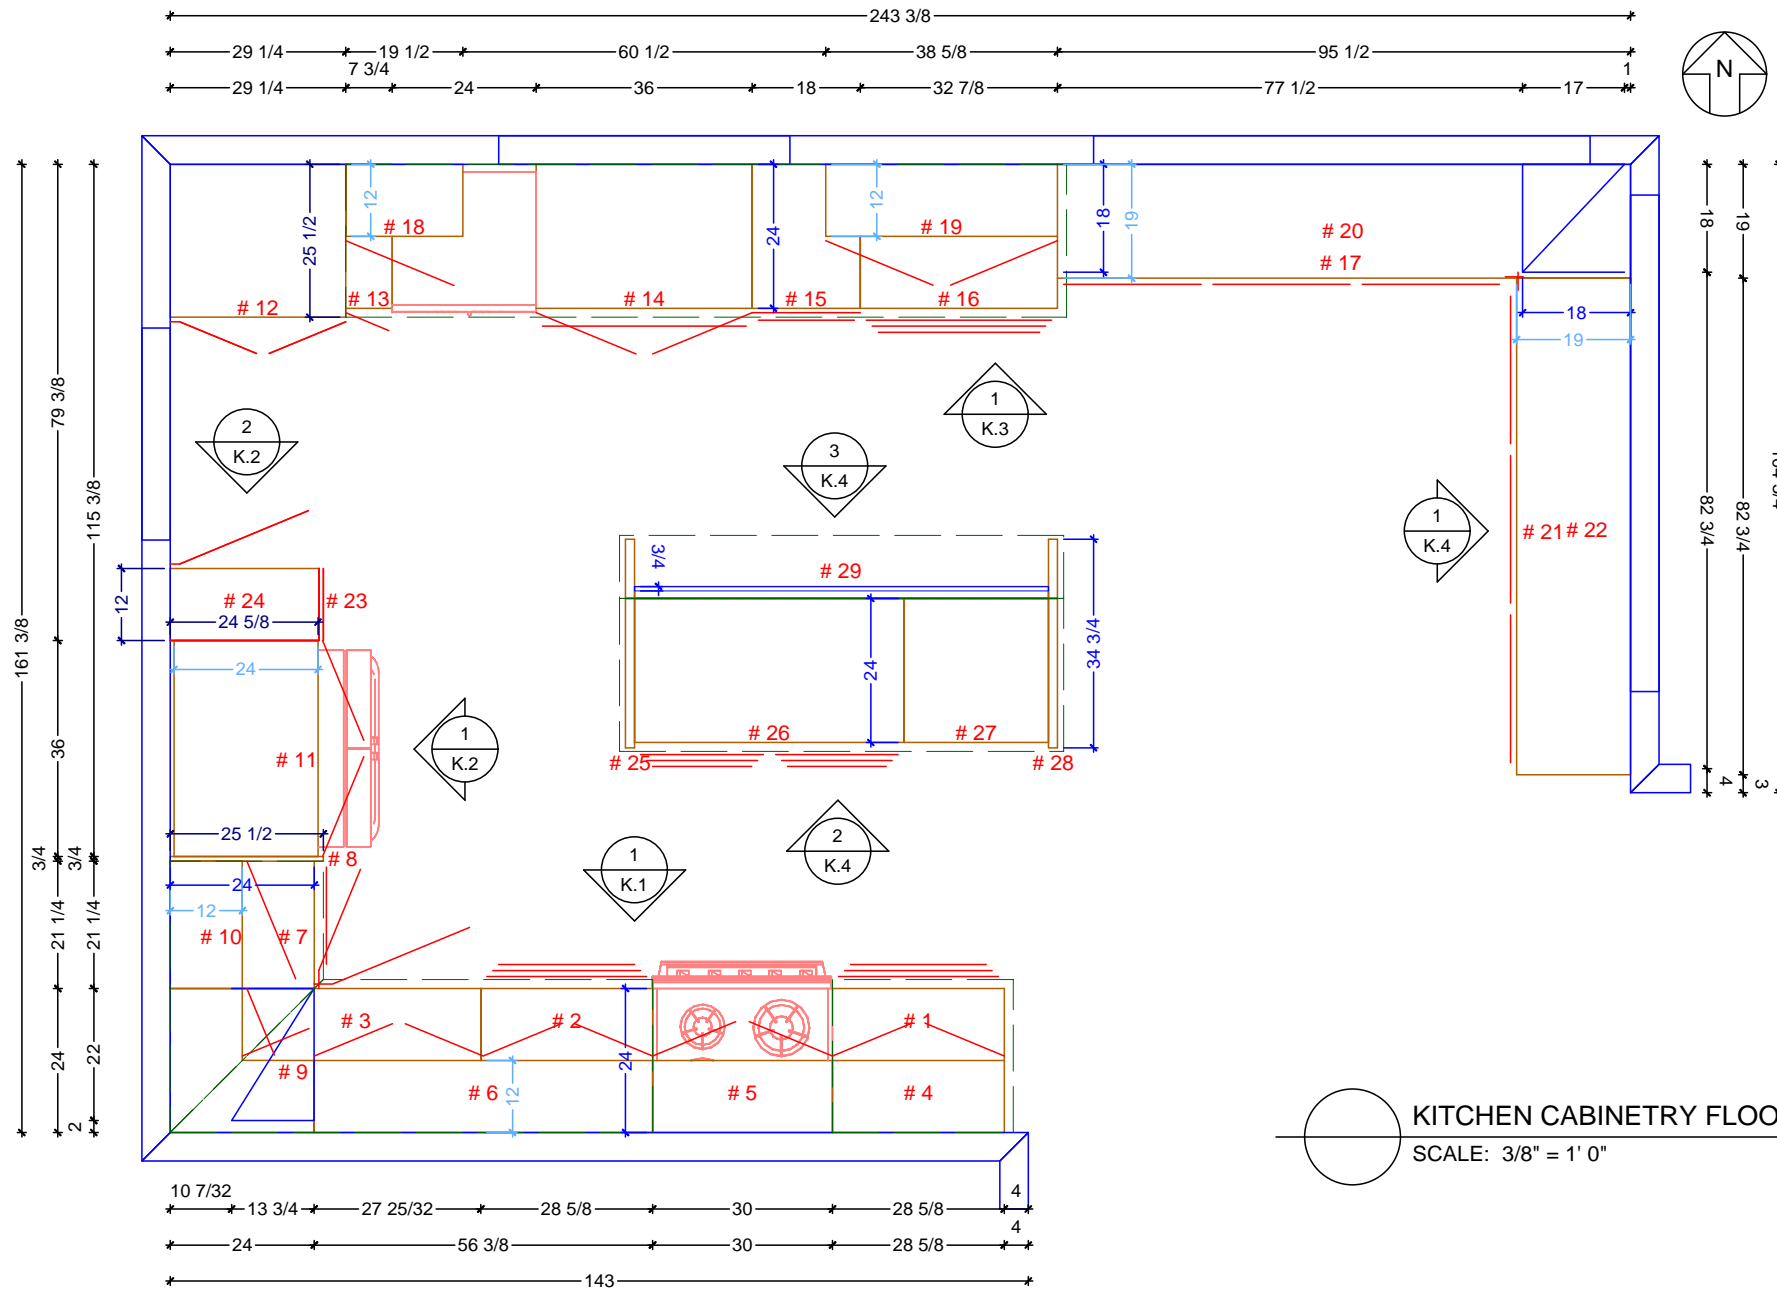 243 3/8
29 1/4 19 1/2 60 1/2 38 5/8 95 1/2
7 3/4 1
29 1/4 24 36 18 32 7/8 77 1/2 17
N
12 12 18 19 18 19
25 1/2 24
# 18 # 19 # 20
# 17
# 12 # 13 # 14 # 15 # 16
18
19
79 3/8
115 3/8
161 3/8
2
K.2
1
K.3
3
K.4
1
K.4
82 3/4 82 3/4
# 21 # 22
3/4
# 29
12
# 24 # 23
24 5/8
24
24
34 3/4
36
# 11
1
K.2
# 26 # 27
# 25 # 28
25 1/2
3/4 3/4
# 8
1
K.1
2
K.4
4 3
24
12
21 1/4 21 1/4
# 10 # 7
# 3 # 2 # 1
24 22
24
# 9
# 6 12 # 5 # 4
2
KITCHEN CABINETRY FLOO
SCALE: 3/8" = 1' 0"
10 7/32 4
13 3/4 27 25/32 28 5/8 30 28 5/8
4
24 56 3/8 30 28 5/8
143